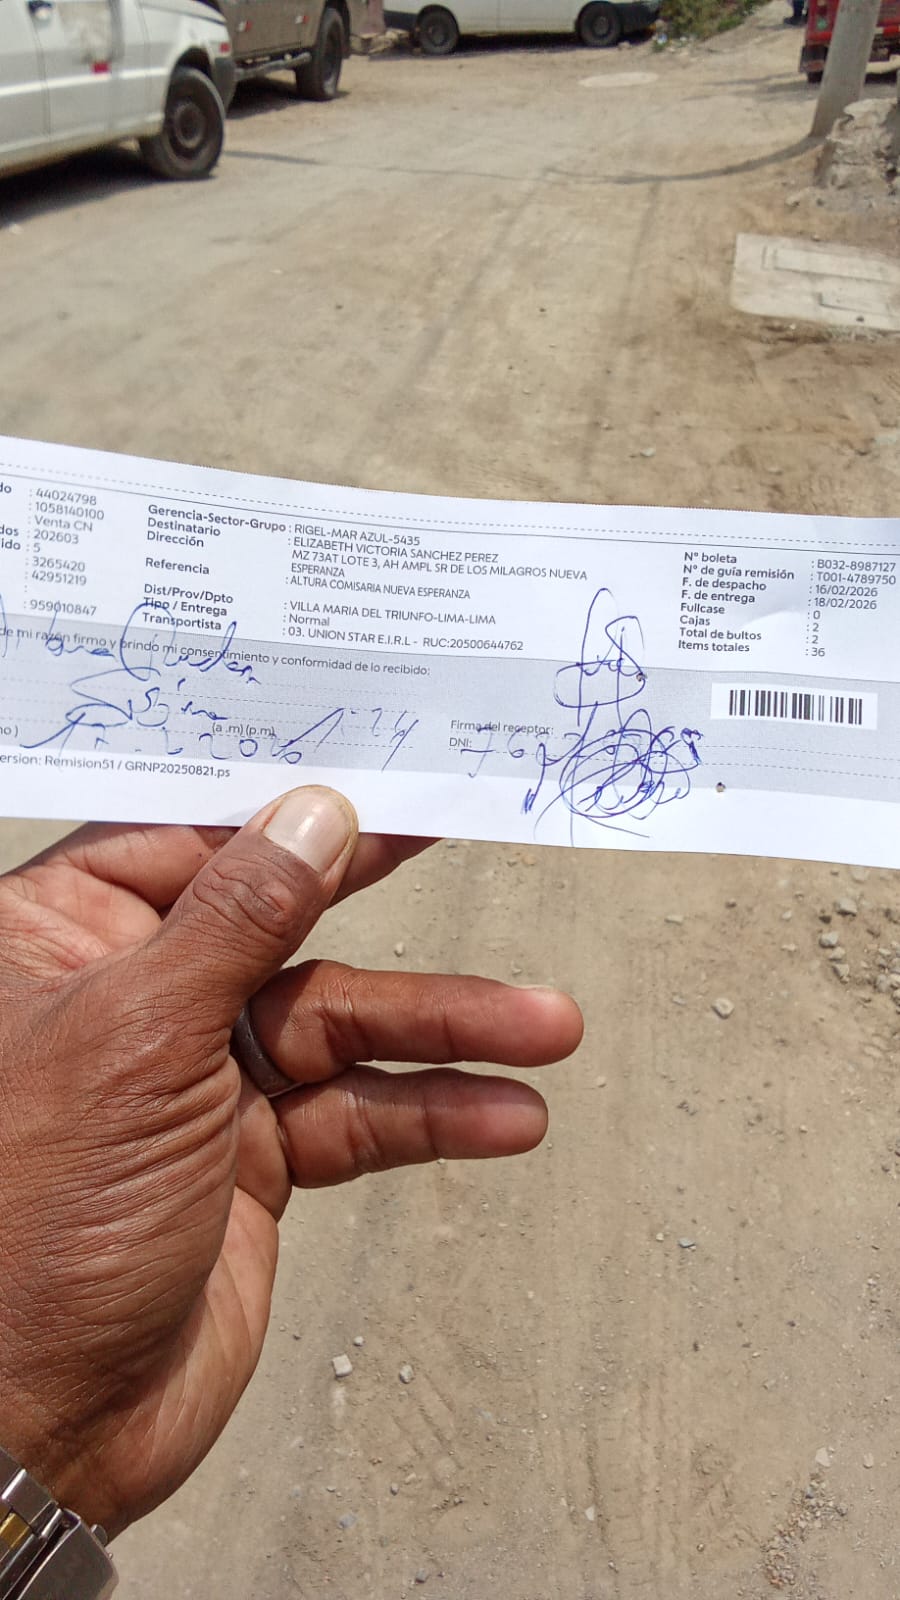 do : 44024798
: 1058140100
: Venta CN
dos : 202603
ido : 5
: 3265420
: 42951219
:
: 959010847
Gerencia-Sector-Grupo : RIGEL-MAR AZUL-5435
Destinatario : ELIZABETH VICTORIA SANCHEZ PEREZ
Dirección MZ 73AT LOTE 3, AH AMPL SR DE LOS MILAGROS NUEVA
ESPERANZA
Referencia : ALTURA COMISARIA NUEVA ESPERANZA
Dist/Prov/Dpto : VILLA MARIA DEL TRIUNFO-LIMA-LIMA
Tipo / Entrega : Normal
Transportista : 03. UNION STAR E.I.R.L - RUC:20500644762
N° boleta : B032-8987127
N° de guía remisión : T001-4789750
F. de despacho : 16/02/2026
F. de entrega : 18/02/2026
Fullcase : 0
Cajas : 2
Total de bultos : 2
Items totales : 36
de mi razón firmo y brindo mi consentimiento y conformidad de lo recibido:
no) (a .m) (p.m)
Firma del receptor:
DNI:
ersion: Remision51 / GRNP20250821.ps